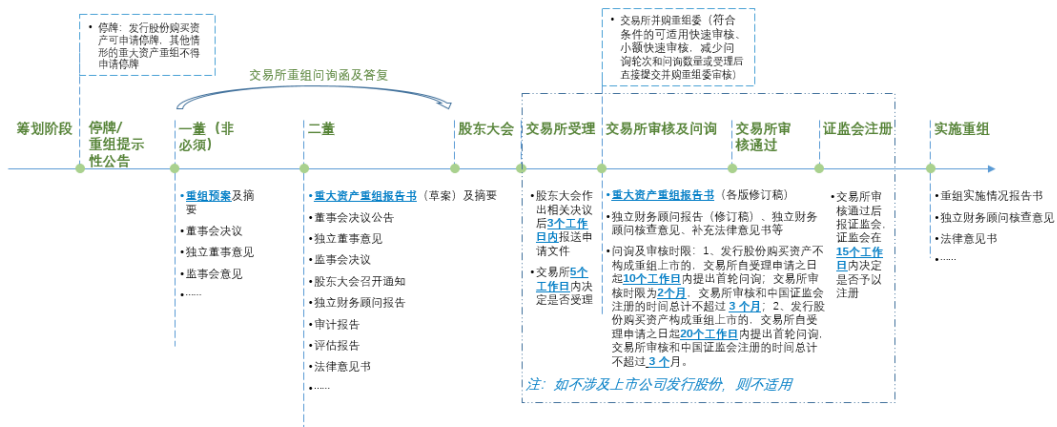 • 停牌：发行股份购买资
产可申请停牌，其他情
形的重大资产重组不得
申请停牌
• 交易所并购重组委（符合
条件的可适用快速审核、
小额快速审核，减少问
询轮次和问询数量或受理后
直接提交并购重组委审核）
交易所重组问询函及答复
筹划阶段
停牌/
重组提示
性公告
一董（非
必须）
二董
股东大会
交易所受理
交易所审核及问询
交易所审
核通过
证监会注册
实施重组
•重组预案及摘
要
•董事会决议
•独立董事意见
•监事会意见
•......
•重大资产重组报告书（草案）及摘要
•董事会决议公告
•独立董事意见
•监事会决议
•股东大会召开通知
•独立财务顾问报告
•审计报告
•评估报告
•法律意见书
•......
•股东大会作
出相关决议
后3个工作
日内报送申
请文件
•交易所5个
工作日内决
定是否受理
•重大资产重组报告书（各版修订稿）
•独立财务顾问报告（修订稿）、独立财务
顾问核查意见、补充法律意见书等
•问询及审核时限：1、发行股份购买资产不
构成重组上市的，交易所自受理申请之日
起10个工作日内提出首轮问询；交易所审
核时限为2个月，交易所审核和中国证监会
注册的时间总计不超过 3 个月；2、发行股
份购买资产构成重组上市的，交易所自受
理申请之日起20个工作日内提出首轮问询，
交易所审核和中国证监会注册的时间总计
不超过 3 个月。
•交易所审
核通过后
报证监会，
证监会在
15个工作
日内决定
是否予以
注册
•重组实施情况报告书
•独立财务顾问核查意见
•法律意见书
•......
注：如不涉及上市公司发行股份，则不适用